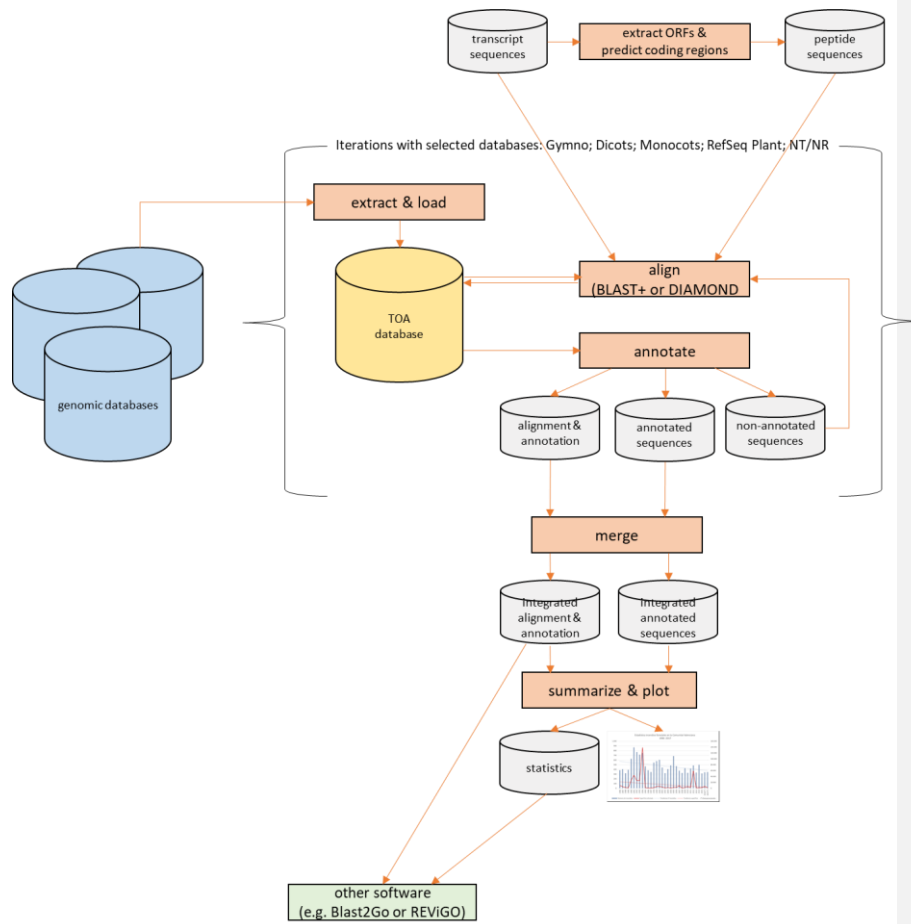 transcript
sequences
extract ORFs &
predict coding regions
peptide
sequences
Iterations with selected databases: Gymno; Dicots; Monocots; RefSeq Plant; NT/NR
extract & load
align
(BLAST+ or DIAMOND
TOA
database
annotate
genomic databases
alignment &
annotation
annotated
sequences
non-annotated
sequences
merge
integrated
alignment &
annotation
integrated
annotated
sequences
summarize & plot
statistics
other software
(e.g. Blast2Go or REViGO)